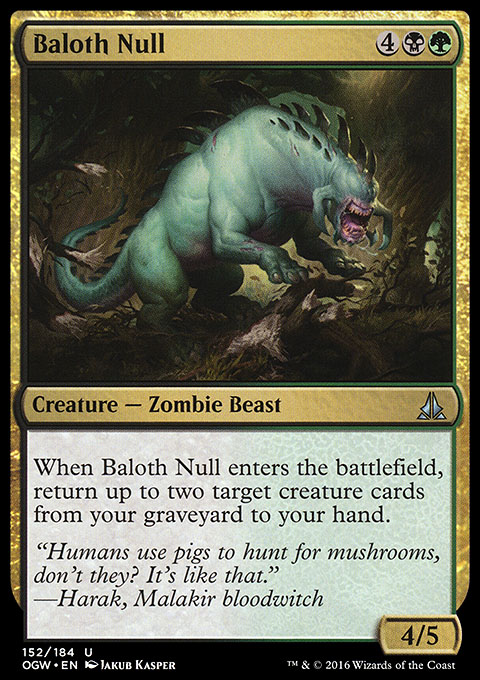 Baloth Null 4
Creature — Zombie Beast
When Baloth Null enters the battlefield,
return up to two target creature cards
from your graveyard to your hand.
“Humans use pigs to hunt for mushrooms,
don’t they? It’s like that.”
—Harak, Malakir bloodwitch
4/5
152/184 U
OGW • EN Jakub Kasper
™ & © 2016 Wizards of the Coast